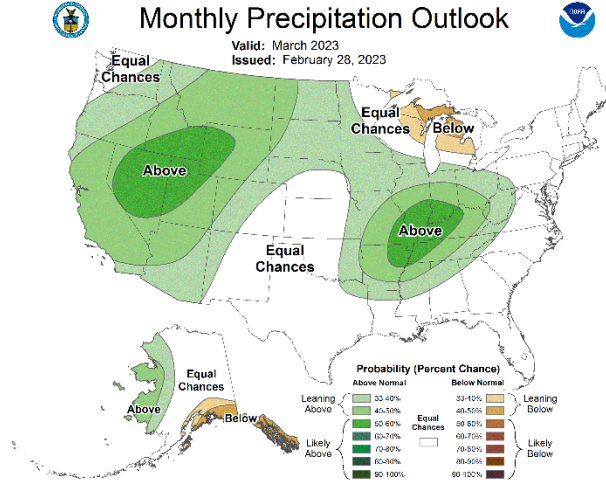 Monthly Precipitation Outlook
NOAA
Valid: March 2023
Issued: February 28, 2023
Equal
Chances
Equal
Chances
Below
Above
Above
Equal
Chances
Equal
Chances
Above
Below
Probability (Percent Chance)
Above Normal
Below Normal
Leaning
Above
33-40%
40-50%
Likely
Above
50-60%
60-70%
70-80%
80-90%
90-100%
Equal
Chances
33-40%
40-50%
Leaning
Below
50-60%
60-70%
70-80%
80-90%
90-100%
Likely
Below